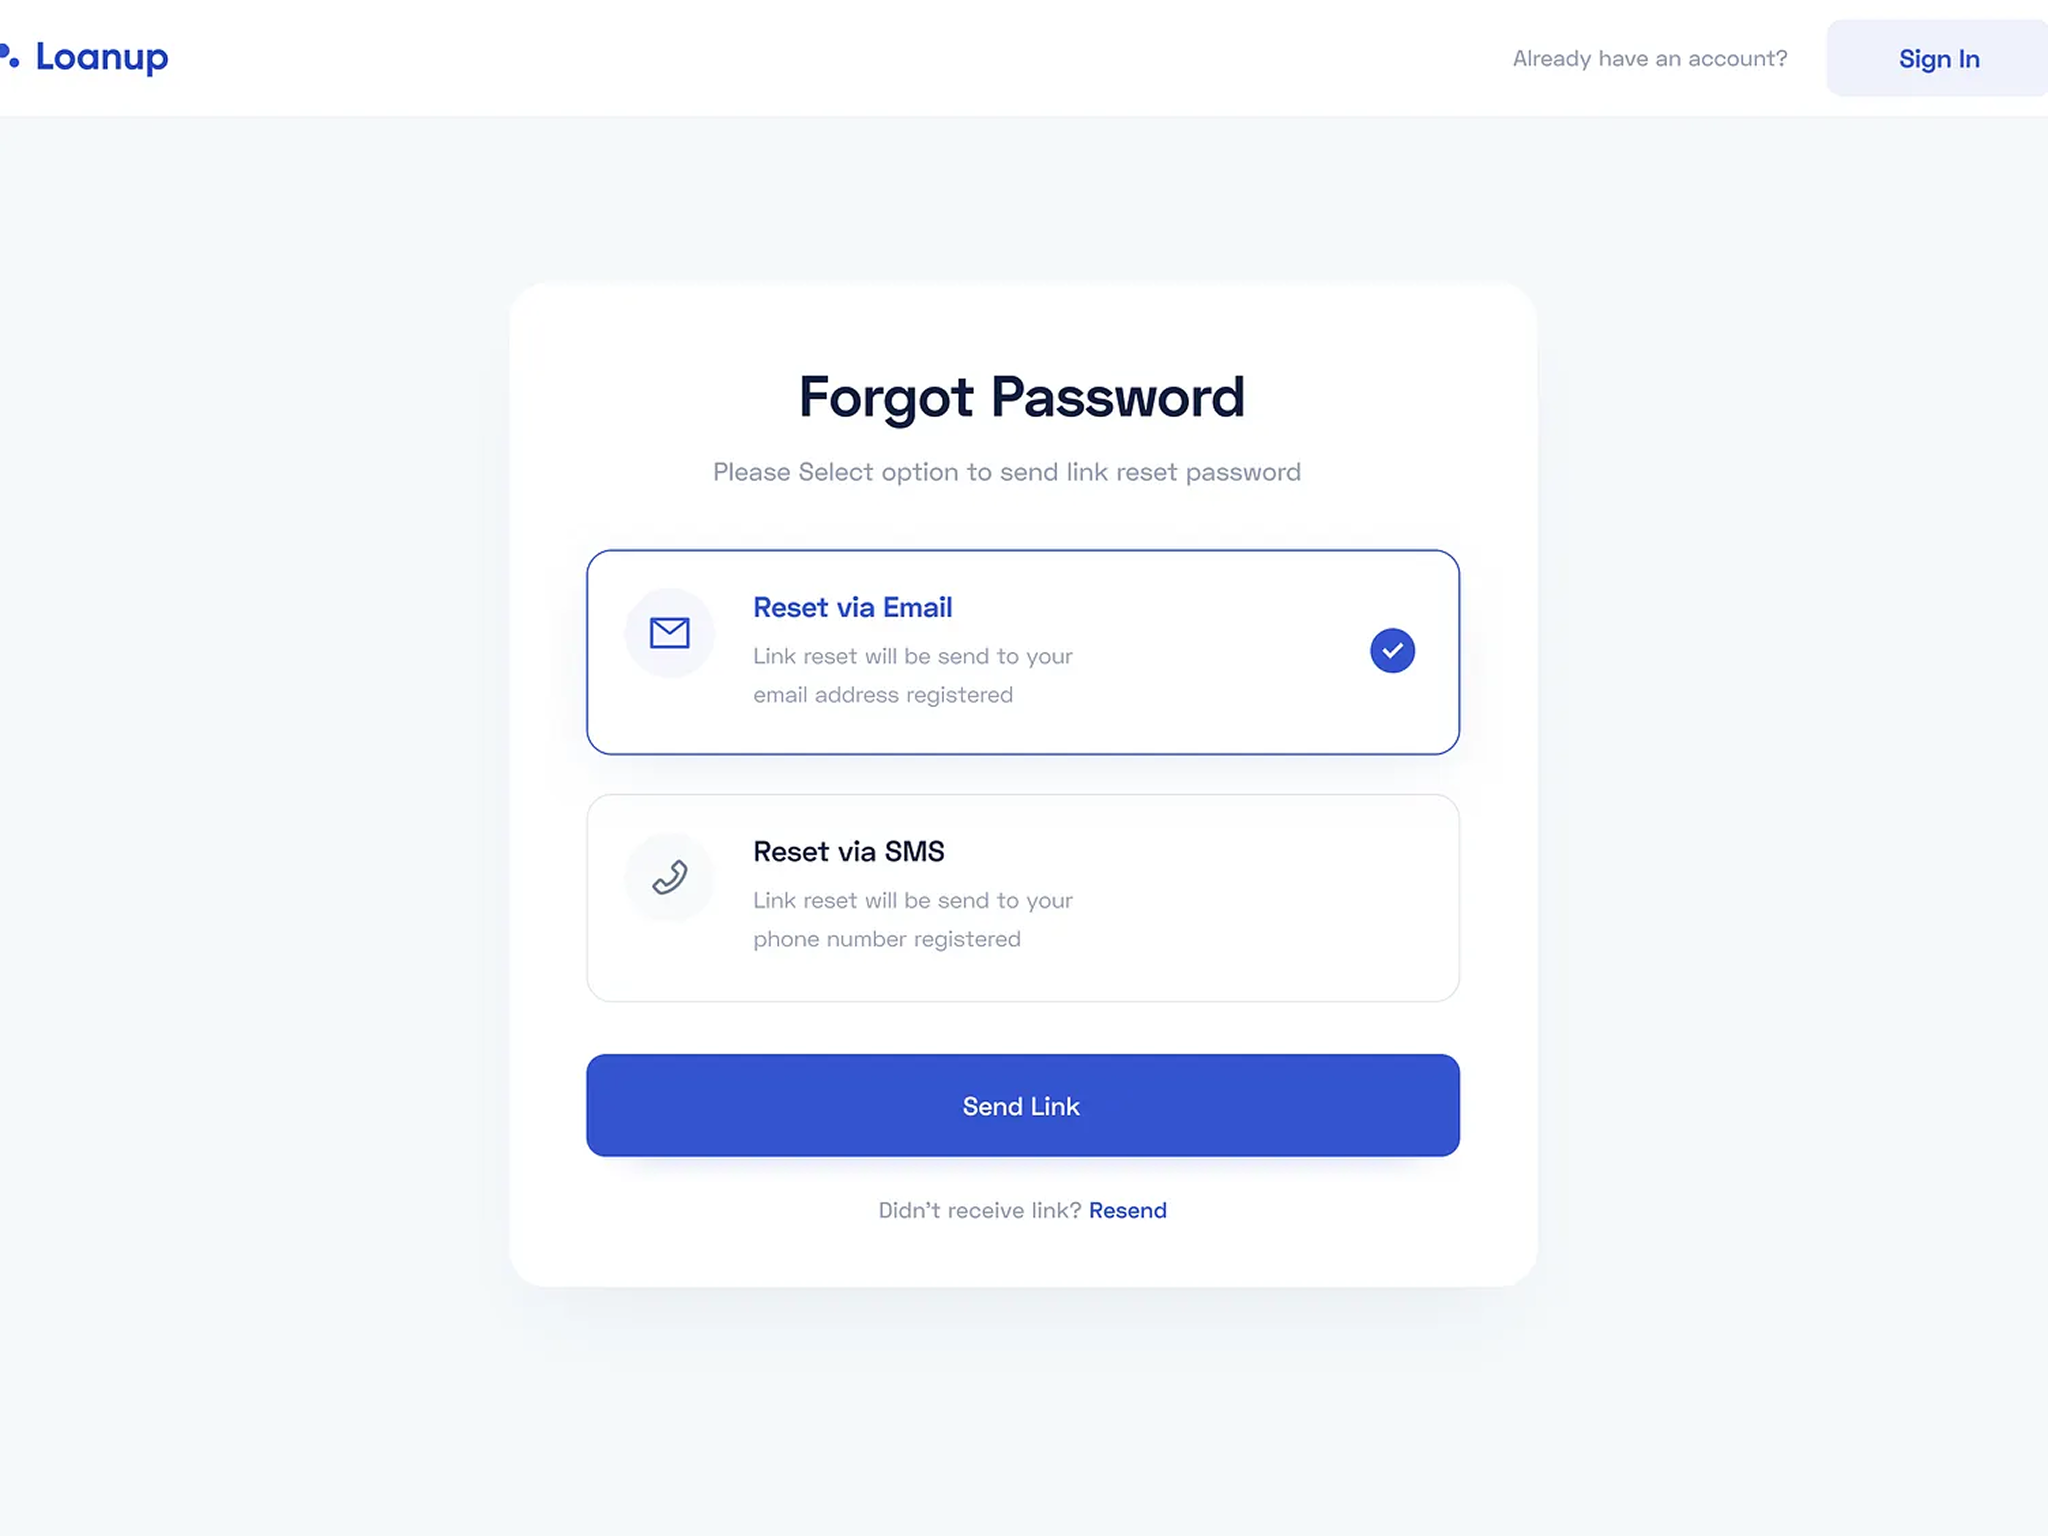 Loanup
Already have an account?
Sign In
Forgot Password
Please Select option to send link reset password
Reset via Email
Link reset will be send to your
email address registered
Reset via SMS
Link reset will be send to your
phone number registered
Send Link
Didn't receive link? Resend